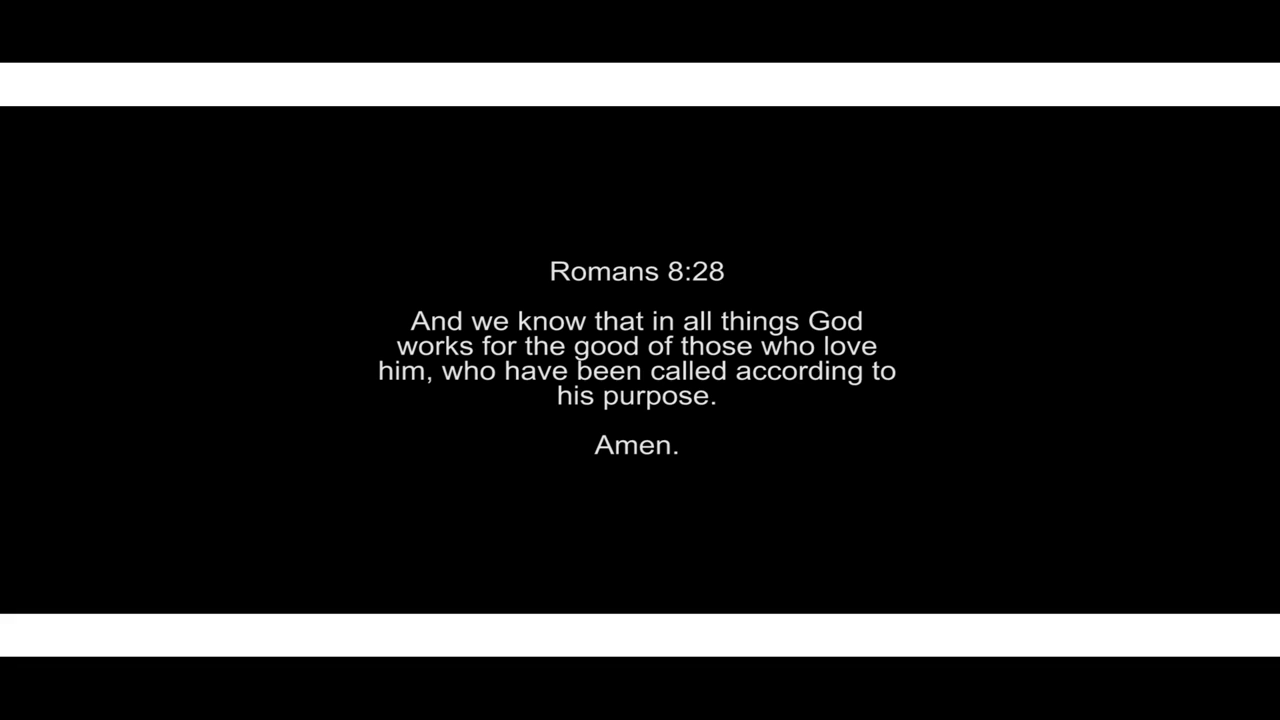 Romans 8:28
And we know that in all things God
works for the good of those who love
him, who have been called according to
his purpose.
Amen.